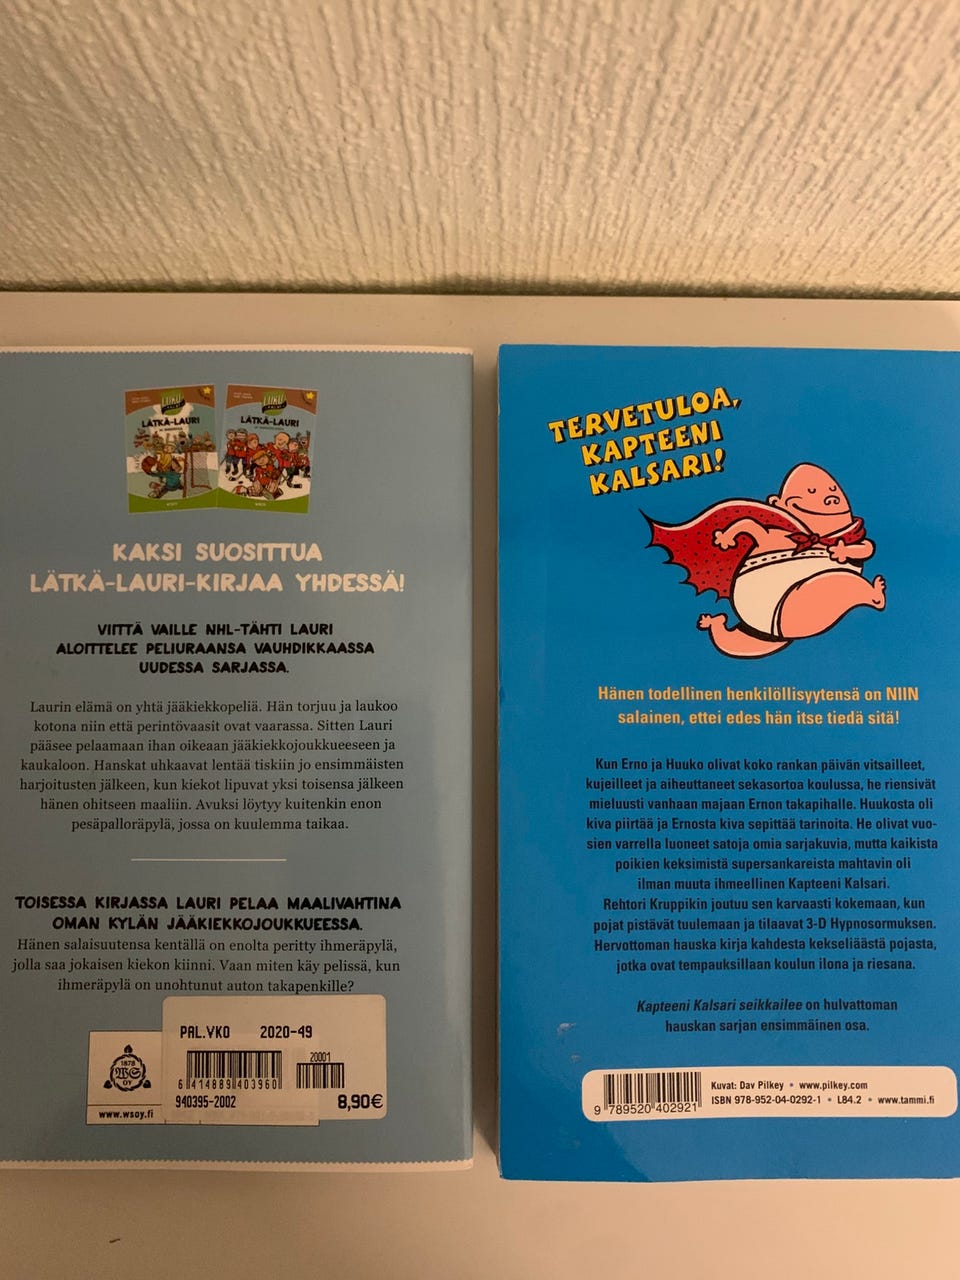 LUKU
PALAT
LÄTKÄ-LAURI
WSOY
LUKU
PALAT
LÄTKÄ-LAURI
WSOY
KAKSI SUOSITTUA
LÄTKÄ-LAURI-KIRJAA YHDESSÄ!
VIITTÄ VAILLE NHL-TÄHTI LAURI
ALOITTELEE PELIURAANSA VAUHDIKKAASSA
UUDESSA SARJASSA.
Laurin elämä on yhtä jääkiekkopeliä. Hän torjuu ja laukoo
kotona niin että perintövaasit ovat vaarassa. Sitten Lauri
pääsee pelaamaan ihan oikeaan jääkiekkojoukkueeseen ja
kaukaloon. Hanskat uhkaavat lentää tiskiin jo ensimmäisten
harjoitusten jälkeen, kun kiekot lipuvat yksi toisensa jälkeen
hänen ohitseen maaliin. Avuksi löytyy kuitenkin enon
pesäpalloräpylä, jossa on kuulemma taikaa.
TOISESSA KIRJASSA LAURI PELAA MAALIVAHTINA
OMAN KYLÄN JÄÄKIEKKOJOUKKUEESSA.
Hänen salaisuutensa kentällä on enolta peritty ihmeräpylä,
jolla saa jokaisen kiekon kiinni. Vaan miten käy pelissä, kun
ihmeräpylä on unohtunut auton takapenkille?
1878
WS
OY
www.wsoy.fi
PAL.VKO 2020-49
20001
6 414889 403960
940395-2002
8,90€
TERVETULOA,
KAPTEENI
KALSARI!
Hänen todellinen henkilöllisyytensä on NIIN
salainen, ettei edes hän itse tiedä sitä!
Kun Erno ja Huuko olivat koko rankan päivän vitsailleet,
kujeilleet ja aiheuttaneet sekasortoa koulussa, he riensivät
mieluusti vanhaan majaan Ernon takapihalle. Huukosta oli
kiva piirtää ja Ernosta kiva sepittää tarinoita. He olivat vuo-
sien varrella luoneet satoja omia sarjakuvia, mutta kaikista
poikien keksimistä supersankareista mahtavin oli
ilman muuta ihmeellinen Kapteeni Kalsari.
Rehtori Kruppikin joutuu sen karvaasti kokemaan, kun
pojat pistävät tuulemaan ja tilaavat 3-D Hypnosormuksen.
Hervottoman hauska kirja kahdesta kekseliäästä pojasta,
jotka ovat tempauksillaan koulun ilona ja riesana.
Kapteeni Kalsari seikkailee on hulvattoman
hauskan sarjan ensimmäinen osa.
9 789520 402921
Kuvat: Dav Pilkey • www.pilkey.com
ISBN 978-952-04-0292-1 • L84.2 • www.tammi.fi